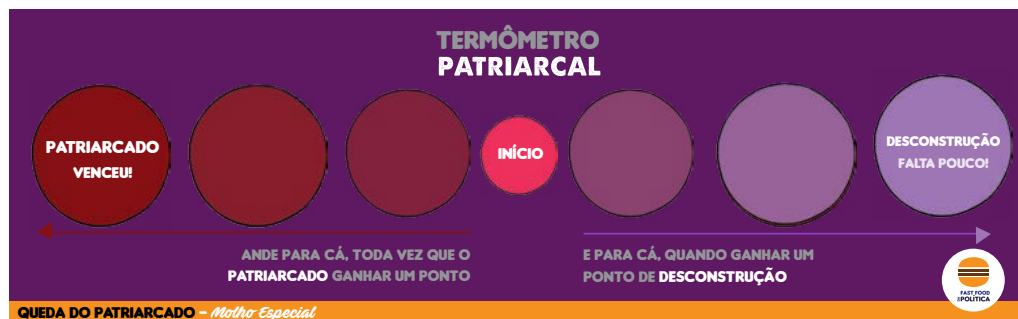 TERMÔMETRO
PATRIARCAL
PATRIARCADO
VENCEU!
INÍCIO
DESCONSTRUÇÃO
FALTA POUCO!
ANDE PARA CÁ, TODA VEZ QUE O
PATRIARCADO GANHAR UM PONTO
E PARA CÁ, QUANDO GANHAR UM
PONTO DE DESCONSTRUÇÃO
FAST FOOD
DA POLÍTICA
QUEDA DO PATRIARCADO – Molho Especial